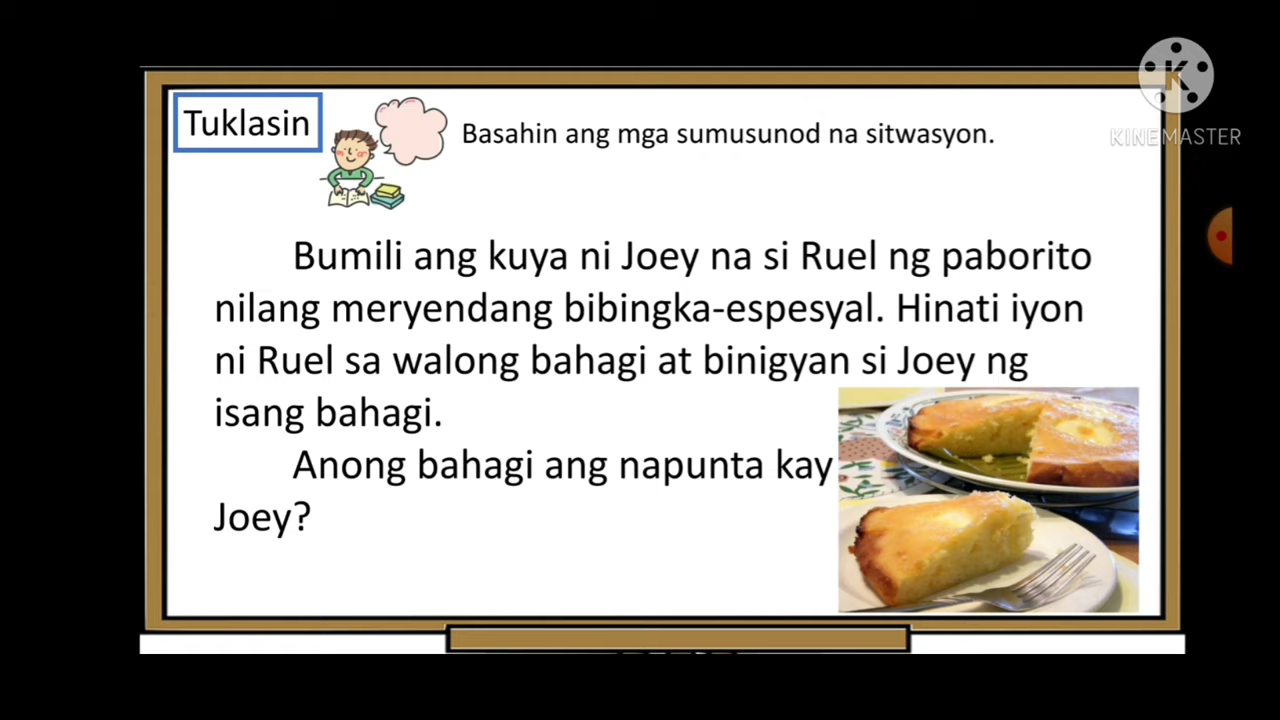 Tuklasin
Basahin ang mga sumusunod na sitwasyon.
KINEMASTER
Bumili ang kuya ni Joey na si Ruel ng paborito
nilang meryendang bibingka-espesyal. Hinati iyon
ni Ruel sa walong bahagi at binigyan si Joey ng
isang bahagi.
Anong bahagi ang napunta kay
Joey?